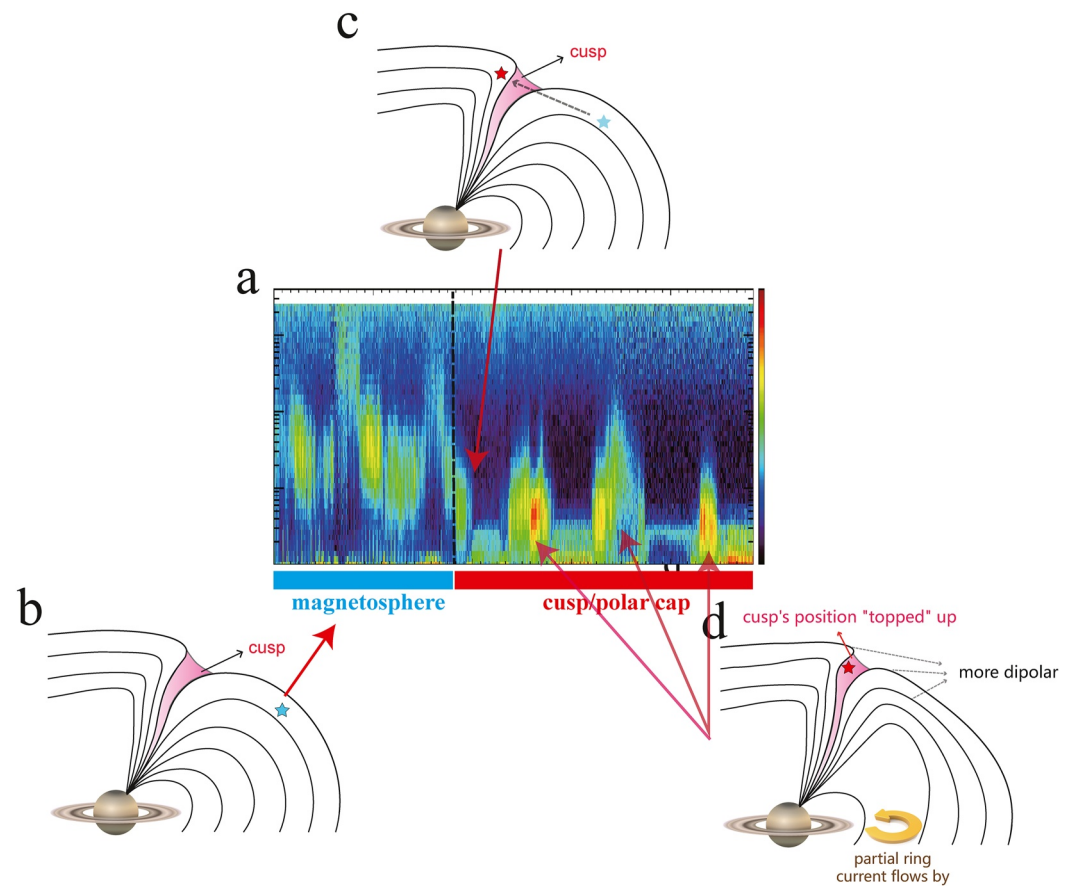 c
cusp
a
magnetosphere
cusp/polar cap
b
cusp
d
cusp's position "topped" up
more dipolar
partial ring
current flows by